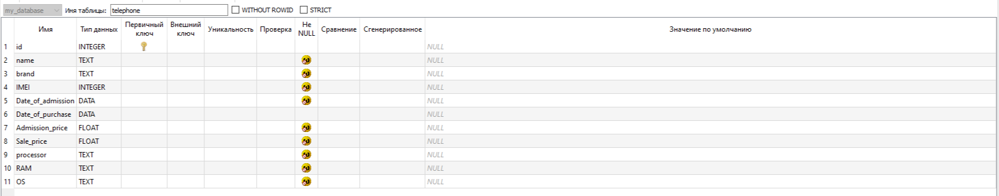 my_database Имя таблицы: telephone WITHOUT ROWID STRICT
Имя Тип данных Первичный ключ Внешний ключ Уникальность Проверка Не NULL Сравнение Сгенерированное Значение по умолчанию
1 id INTEGER NULL
2 name TEXT NULL
3 brand TEXT NULL
4 IMEI INTEGER NULL
5 Date_of_admission DATA NULL
6 Date_of_purchase DATA NULL
7 Admission_price FLOAT NULL
8 Sale_price FLOAT NULL
9 processor TEXT NULL
10 RAM TEXT NULL
11 OS TEXT NULL